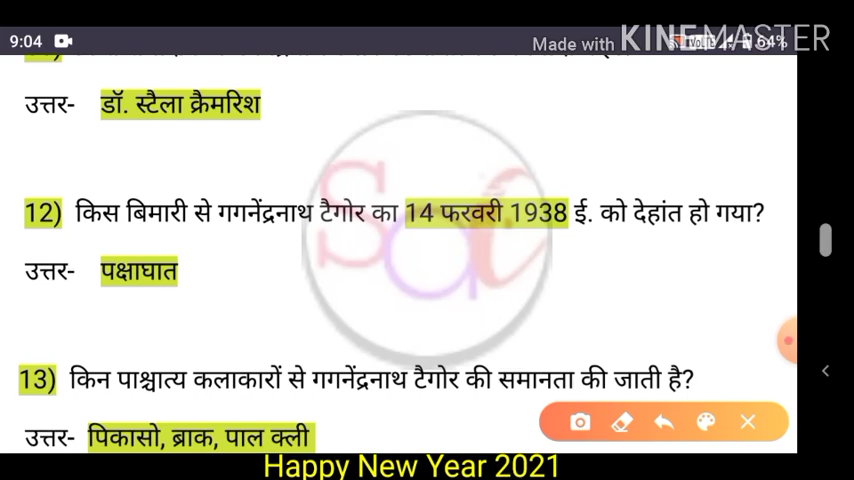 9:04
Made with KINEMASTER
64%
उत्तर- डॉ. स्टैला क्रैमरिश
12) किस बिमारी से गगनेंद्रनाथ टैगोर का 14 फरवरी 1938 ई. को देहांत हो गया?
उत्तर- पक्षाघात
13) किन पाश्चात्य कलाकारों से गगनेंद्रनाथ टैगोर की समानता की जाती है?
उत्तर- पिकासो, ब्राक, पाल क्ली
Happy New Year 2021